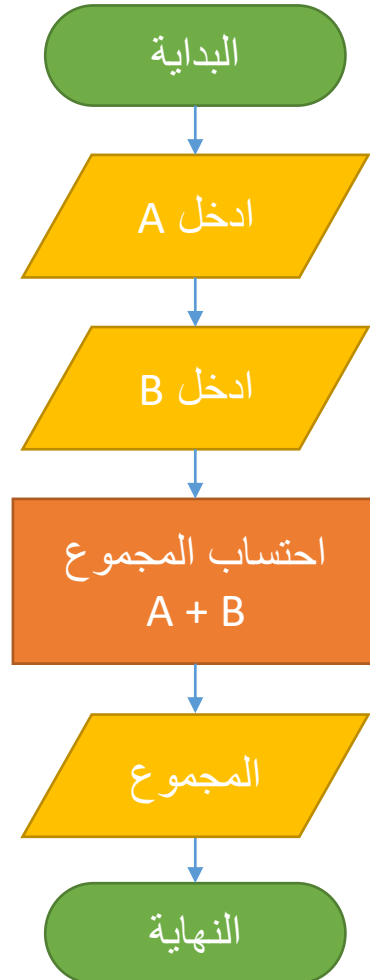 البداية
ادخل A
ادخل B
احتساب المجموع
A + B
المجموع
النهاية